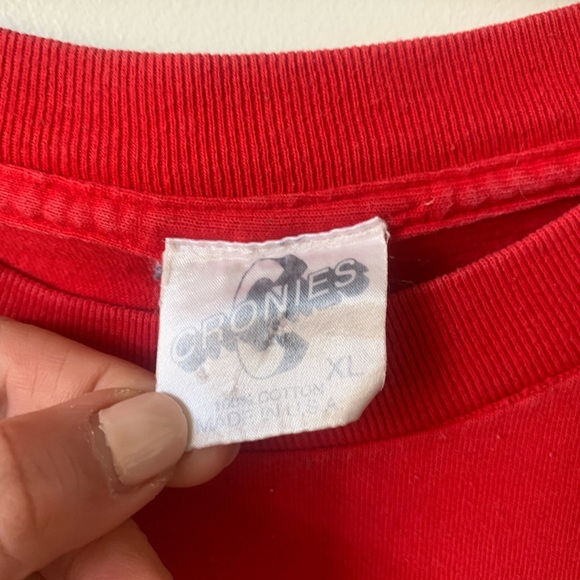 CRONIES
XL
100% COTTON
MADE IN U.S.A.